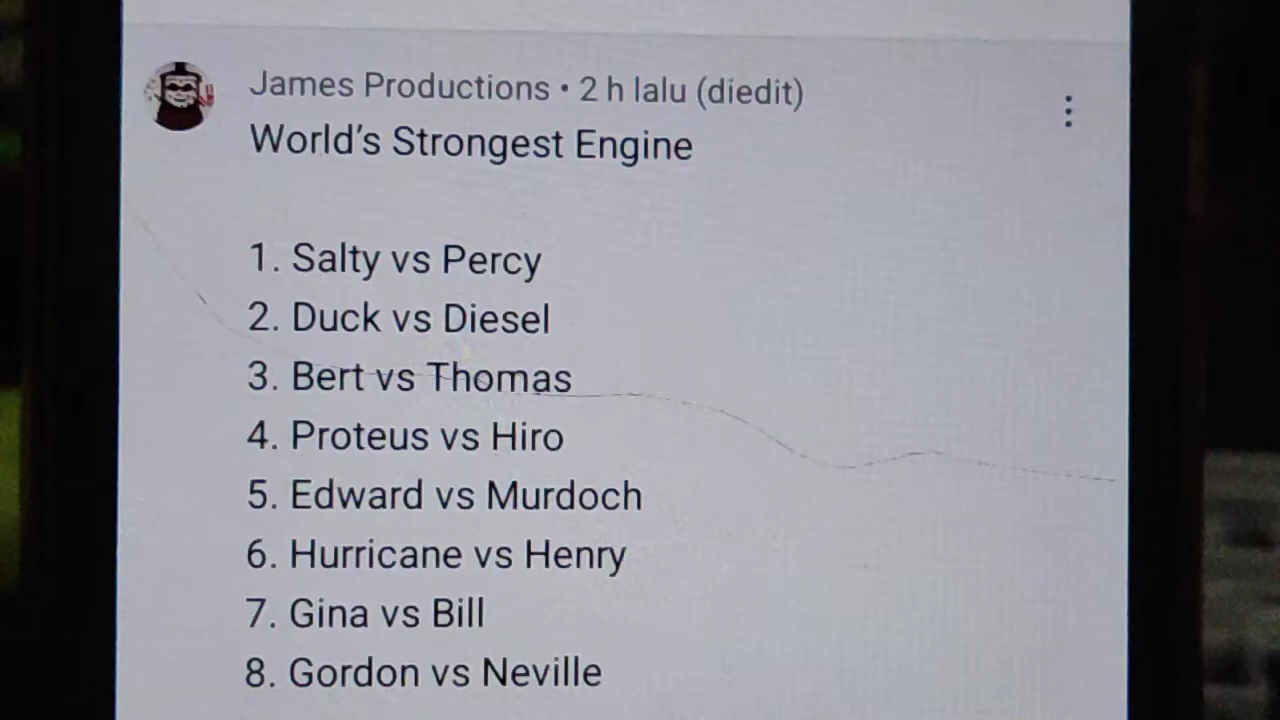 James Productions • 2 h lalu (diedit)
World's Strongest Engine
1. Salty vs Percy
2. Duck vs Diesel
3. Bert vs Thomas
4. Proteus vs Hiro
5. Edward vs Murdoch
6. Hurricane vs Henry
7. Gina vs Bill
8. Gordon vs Neville